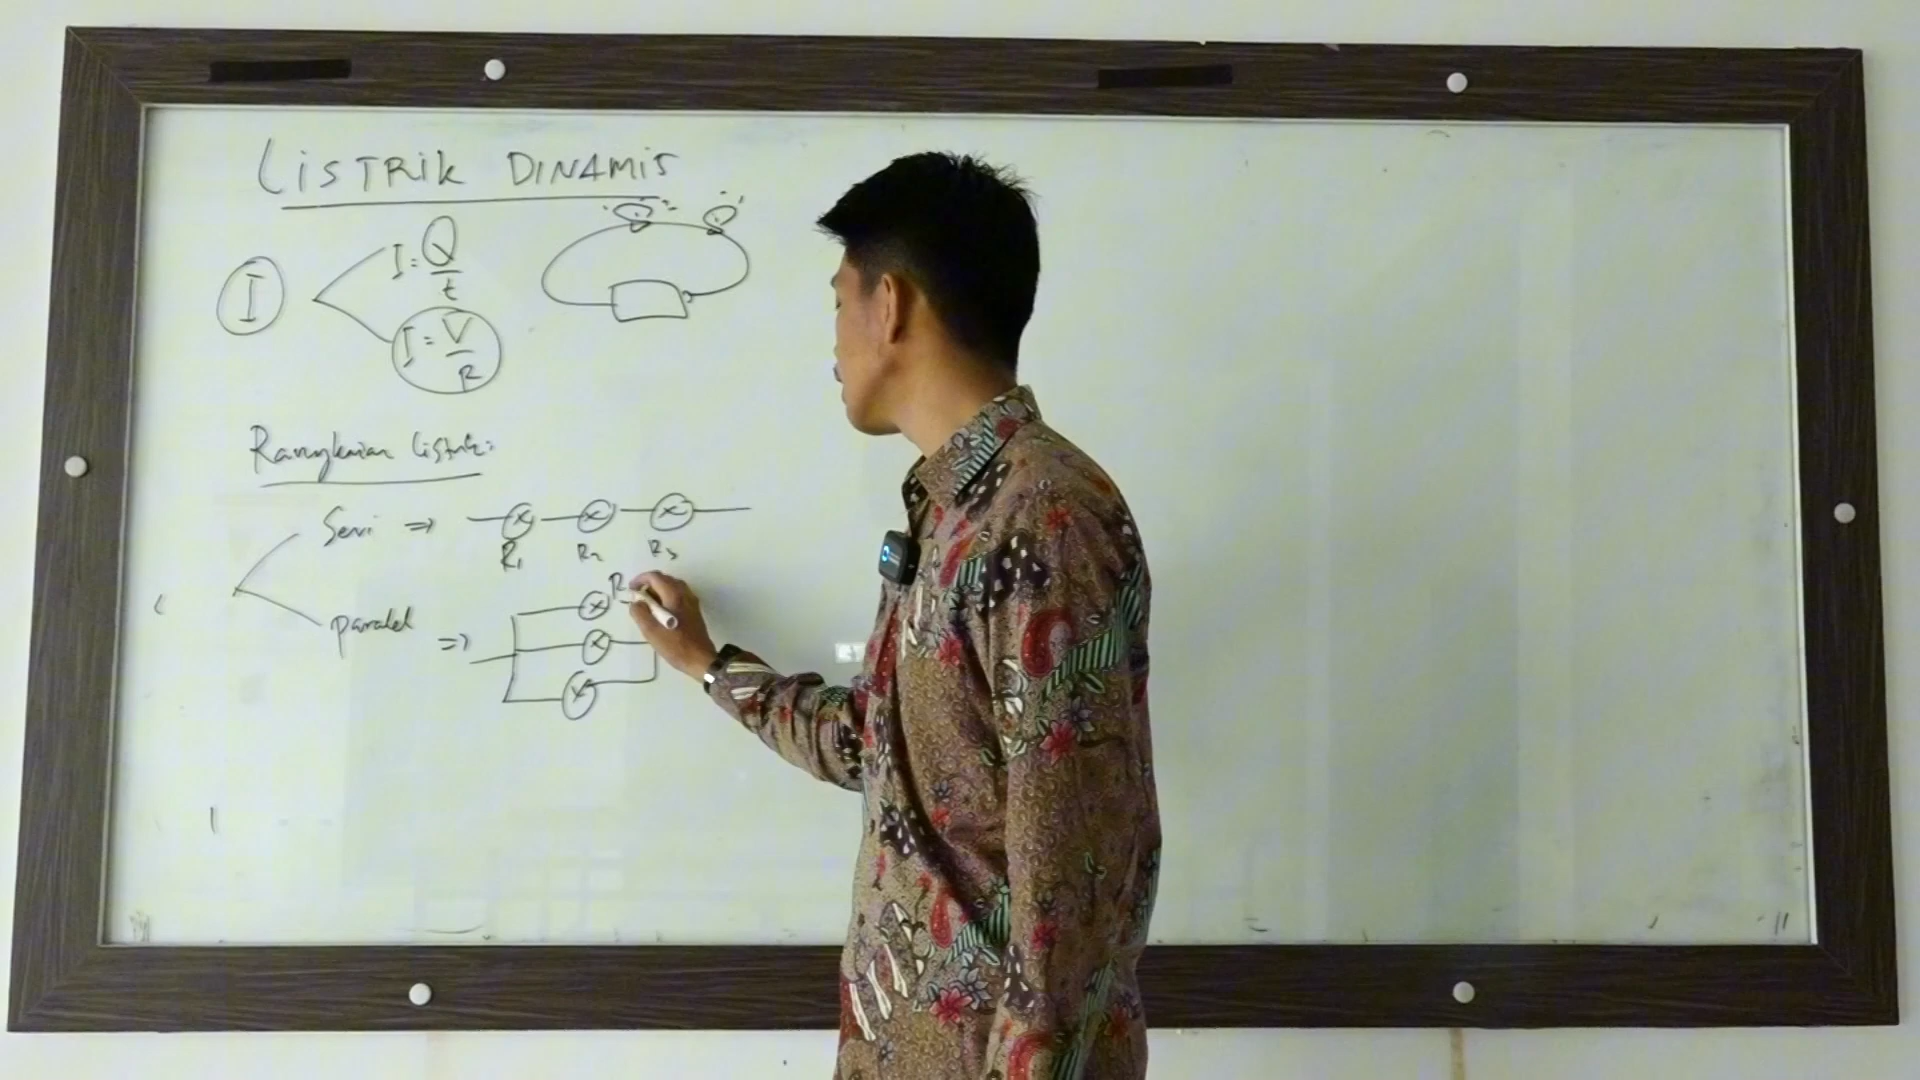 LISTRIK DINAMIS
I
I = Q/t
I = V/R
Rangkaian listrik:
Seri =>
R1 R2 R3
R
paralel =>